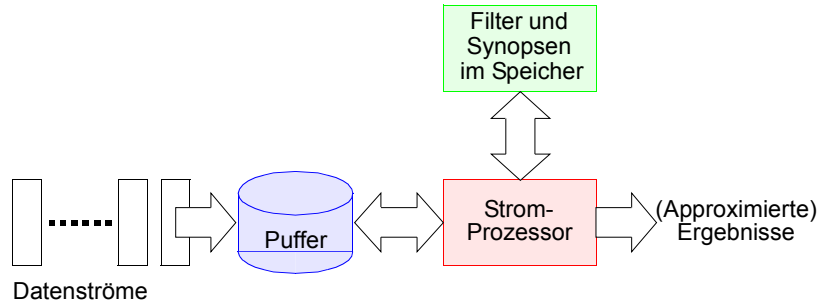 Filter und
Synopsen
im Speicher
Puffer
Strom-
Prozessor
(Approximierte)
Ergebnisse
Datenströme